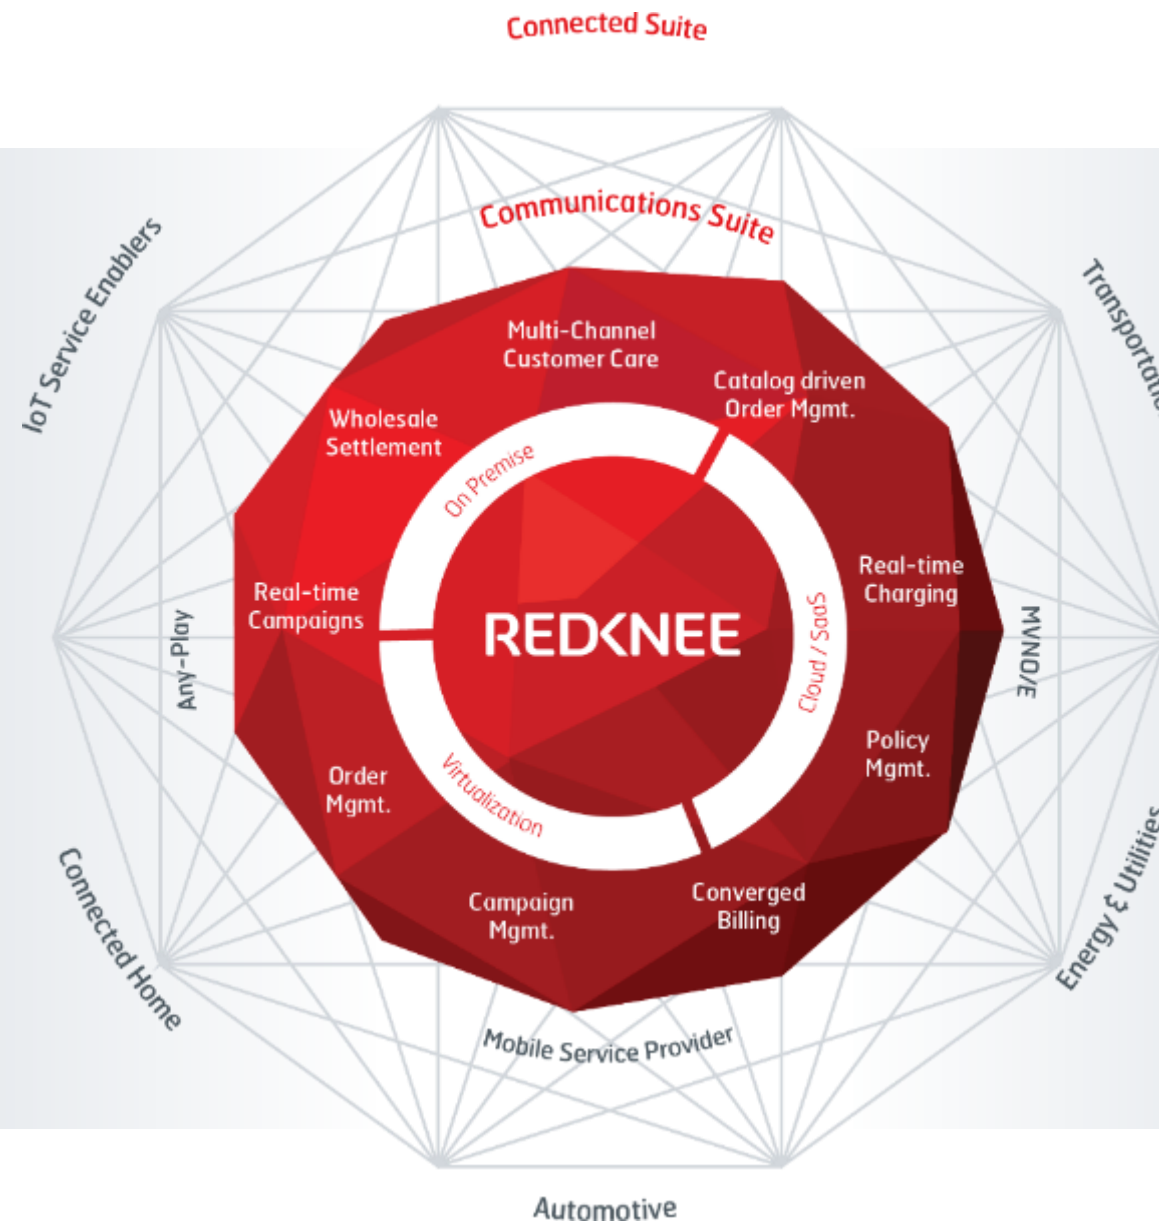 Connected Suite
Communications Suite
IoT Service Enablers
Transportatio
Multi-Channel
Customer Care
Catalog driven
Order Mgmt.
Wholesale
Settlement
On Premise
Real-time
Charging
Real-time
Campaigns
REDKNEE
Cloud / SaaS
Any-Play
MVNO/E
Policy
Mgmt.
Order
Mgmt.
Virtualization
Converged
Billing
Campaign
Mgmt.
Connected Home
Energy & Utilities
Mobile Service Provider
Automotive